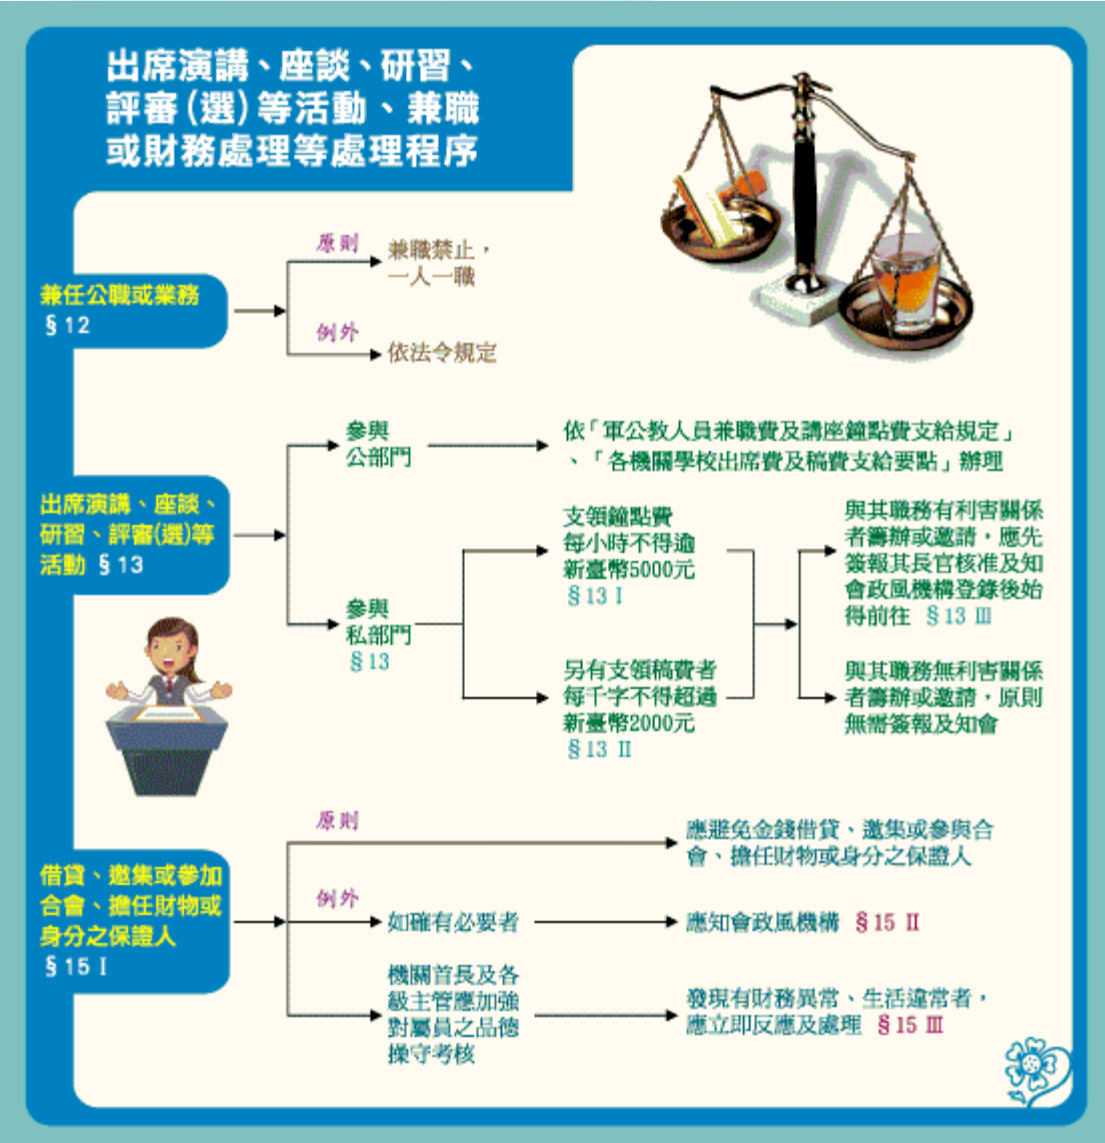 出席演講、座談、研習、
評審(選)等活動、兼職
或財務處理等處理程序
兼任公職或業務
§12
原則
兼職禁止，
一人一職
例外
依法令規定
出席演講、座談、
研習、評審(選)等
活動 §13
參與
公部門
依「軍公教人員兼職費及講座鐘點費支給規定」
、「各機關學校出席費及稿費支給要點」辦理
參與
私部門
§13
支領鐘點費
每小時不得逾
新臺幣5000元
§13 I
另有支領稿費者
每千字不得超過
新臺幣2000元
§13 II
與其職務有利害關係
者籌辦或邀請，應先
簽報其長官核准及知
會政風機構登錄後始
得前往 §13 III
與其職務無利害關係
者籌辦或邀請，原則
無需簽報及知會
借貸、邀集或參加
合會、擔任財物或
身分之保證人
§15 I
原則
應避免金錢借貸、邀集或參與合
會、擔任財物或身分之保證人
例外
如確有必要者
應知會政風機構 §15 II
機關首長及各
級主管應加強
對屬員之品德
操守考核
發現有財務異常、生活違常者，
應立即反應及處理 §15 III